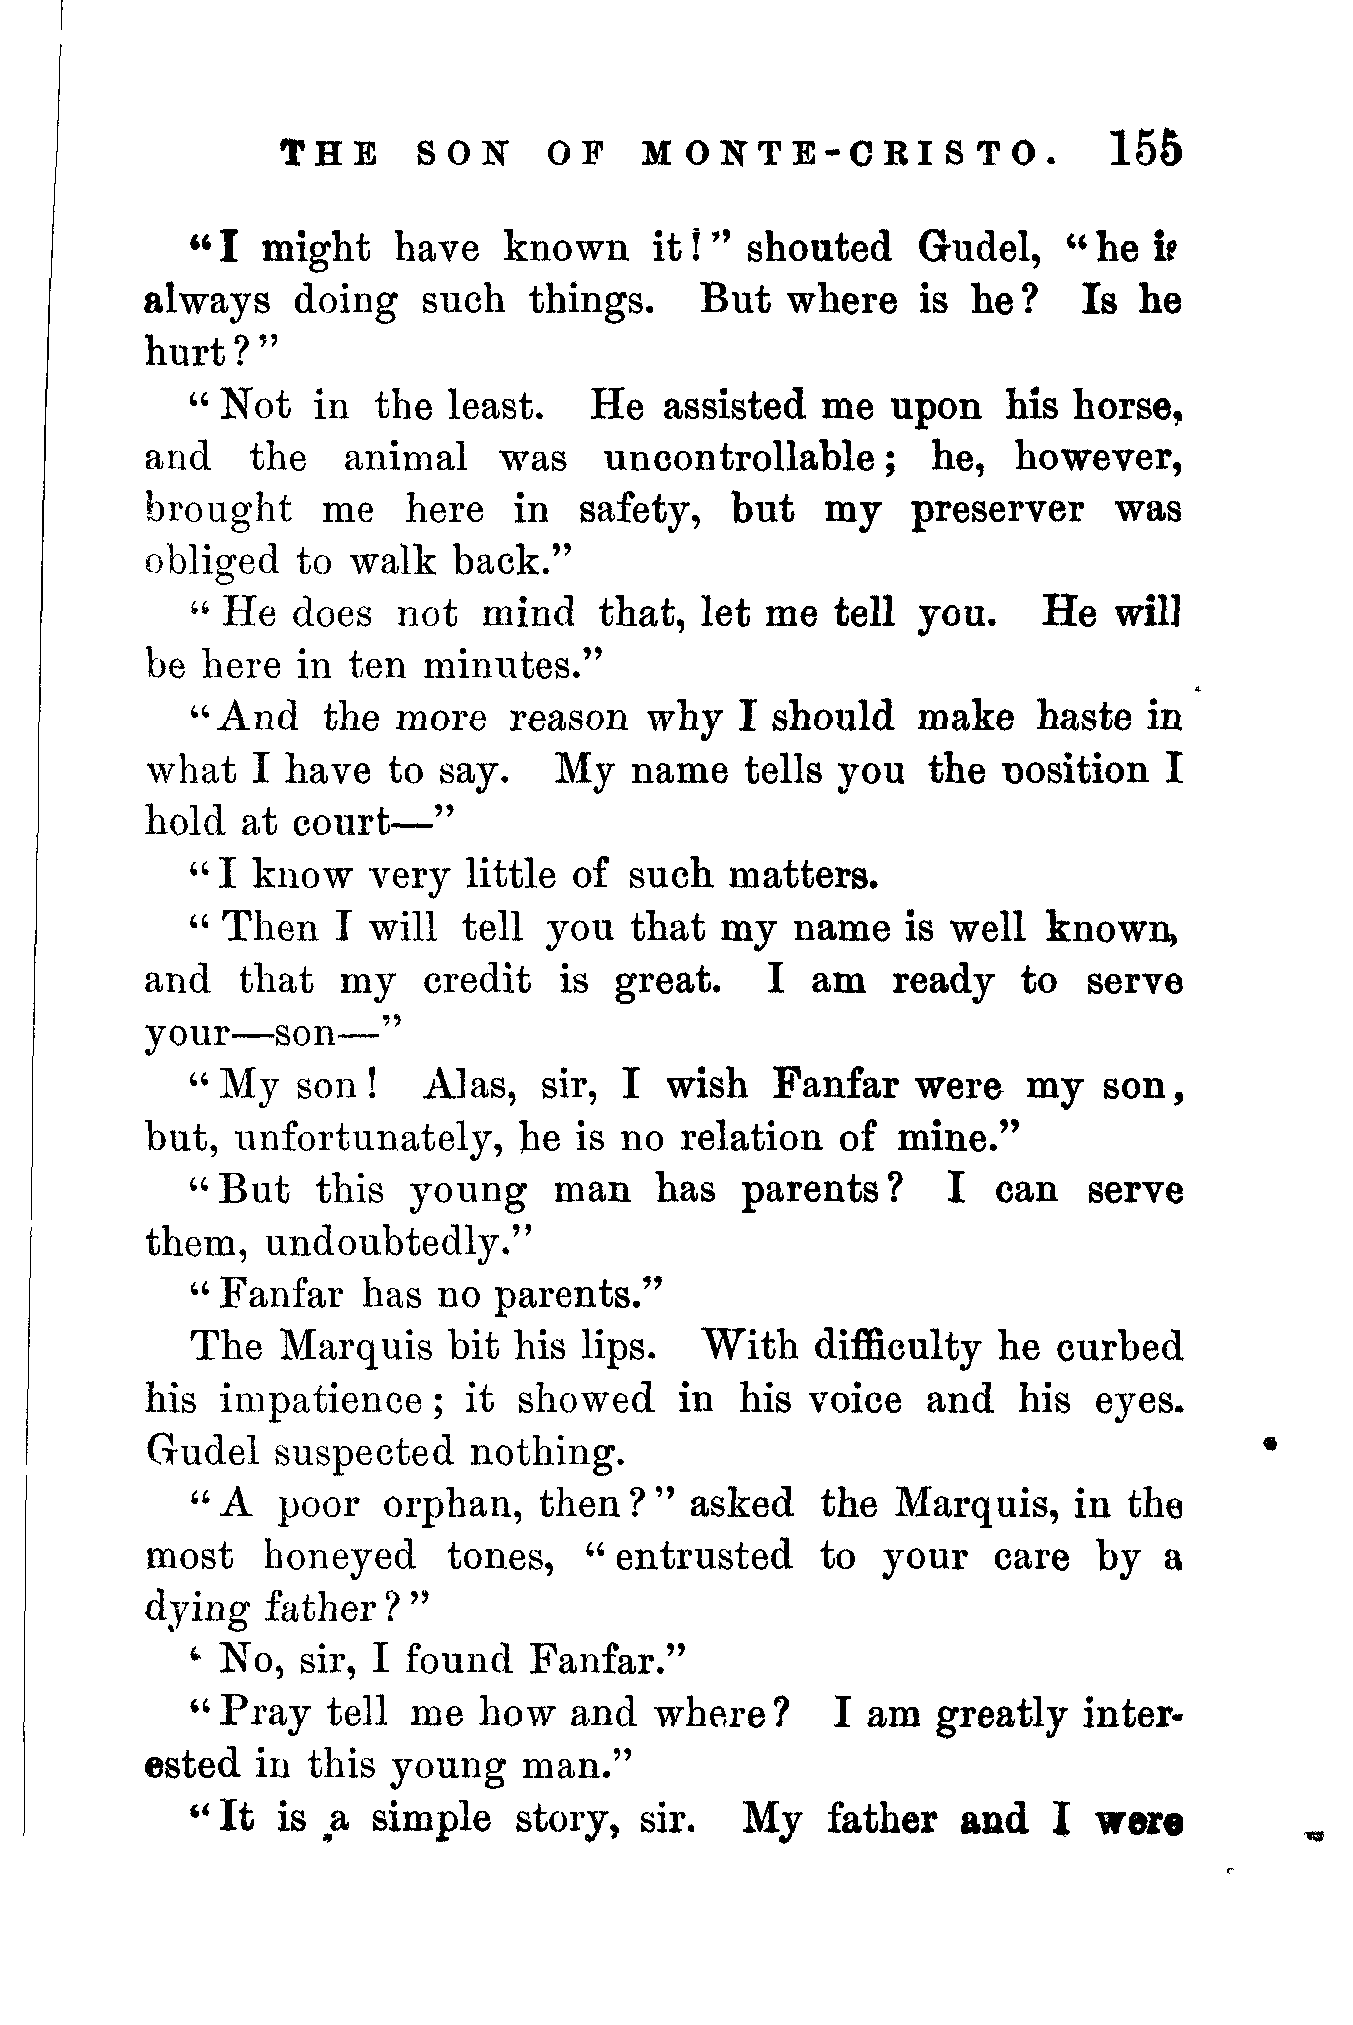 THE SON OF MONTE-CRISTO. 155
“I might have known it!” shouted Gudel, “he is
always doing such things. But where is he? Is he
hurt?”
“Not in the least. He assisted me upon his horse,
and the animal was uncontrollable; he, however,
brought me here in safety, but my preserver was
obliged to walk back.”
“He does not mind that, let me tell you. He will
be here in ten minutes.”
“And the more reason why I should make haste in
what I have to say. My name tells you the position I
hold at court—”
“I know very little of such matters.
“Then I will tell you that my name is well known,
and that my credit is great. I am ready to serve
your—son—”
“My son! Alas, sir, I wish Fanfar were my son,
but, unfortunately, he is no relation of mine.”
“But this young man has parents? I can serve
them, undoubtedly.”
“Fanfar has no parents.”
The Marquis bit his lips. With difficulty he curbed
his impatience; it showed in his voice and his eyes.
Gudel suspected nothing.
“A poor orphan, then?” asked the Marquis, in the
most honeyed tones, “entrusted to your care by a
dying father?”
‘ No, sir, I found Fanfar.”
“Pray tell me how and where? I am greatly inter-
ested in this young man.”
“It is a simple story, sir. My father and I were